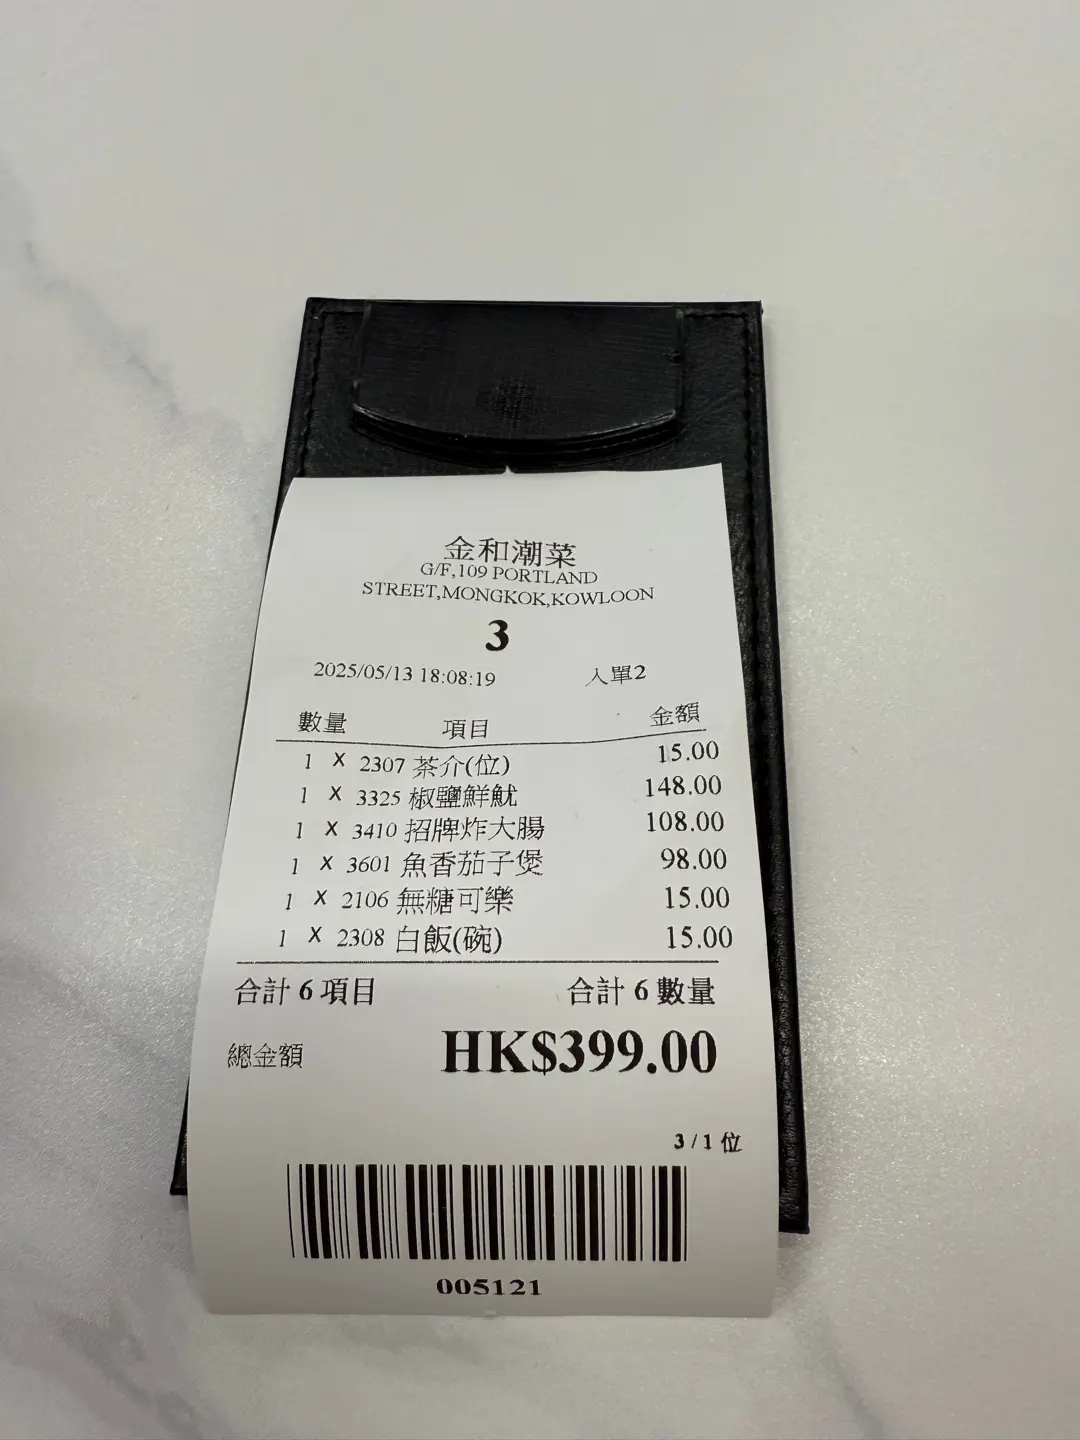 金和潮菜
G/F,109 PORTLAND
STREET,MONGKOK,KOWLOON
3
2025/05/13 18:08:19 入單2
數量 項目 金額
1 X 2307 茶介(位) 15.00
1 X 3325 椒鹽鮮魷 148.00
1 X 3410 招牌炸大腸 108.00
1 X 3601 魚香茄子煲 98.00
1 X 2106 無糖可樂 15.00
1 X 2308 白飯(碗) 15.00
合計 6 項目 合計 6 數量
總金額 HK$399.00
3 / 1 位
005121